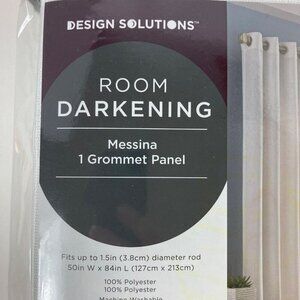 DESIGN SOLUTIONS™
ROOM
DARKENING
Messina
1 Grommet Panel
Fits up to 1.5in (3.8cm) diameter rod
50in W x 84in L (127cm x 213cm)
100% Polyester
100% Polyester
Machine Washable